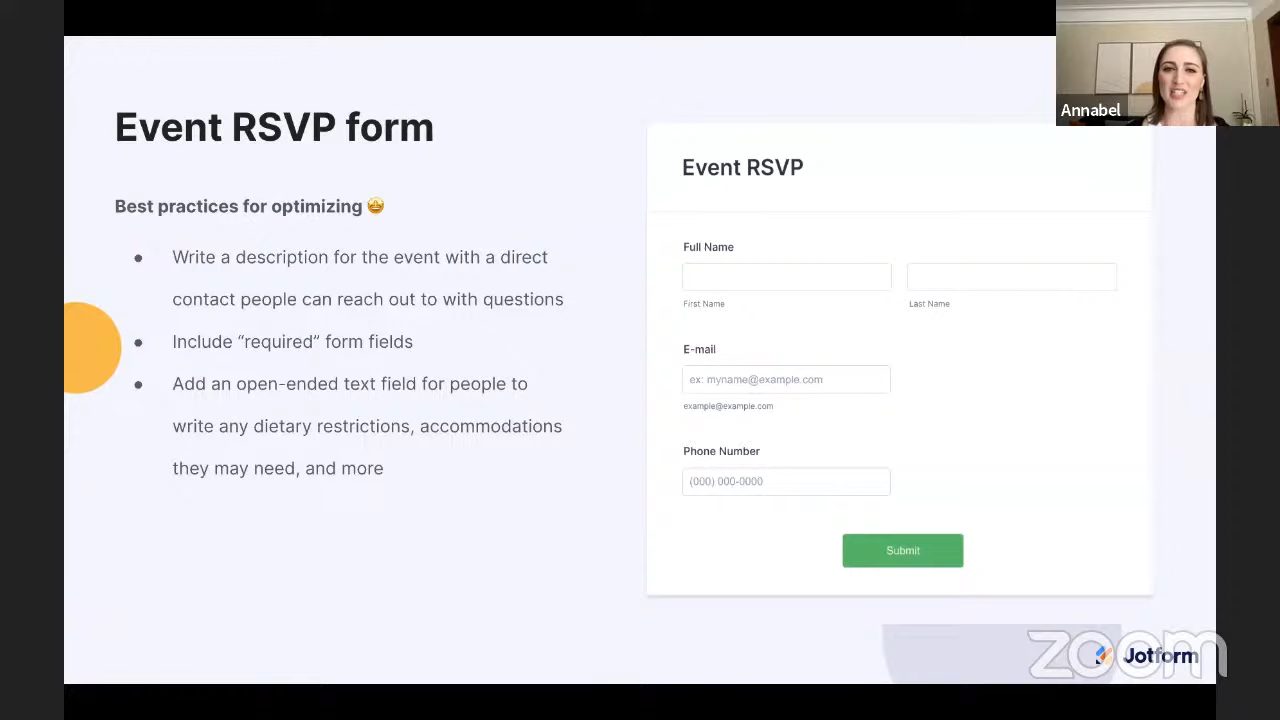 Annabel
Event RSVP form
Best practices for optimizing 🤩
● Write a description for the event with a direct
contact people can reach out to with questions
● Include “required” form fields
● Add an open-ended text field for people to
write any dietary restrictions, accommodations
they may need, and more
Event RSVP
Full Name
First Name
Last Name
E-mail
ex: myname@example.com
example@example.com
Phone Number
(000) 000-0000
Submit
zoom
Jotform